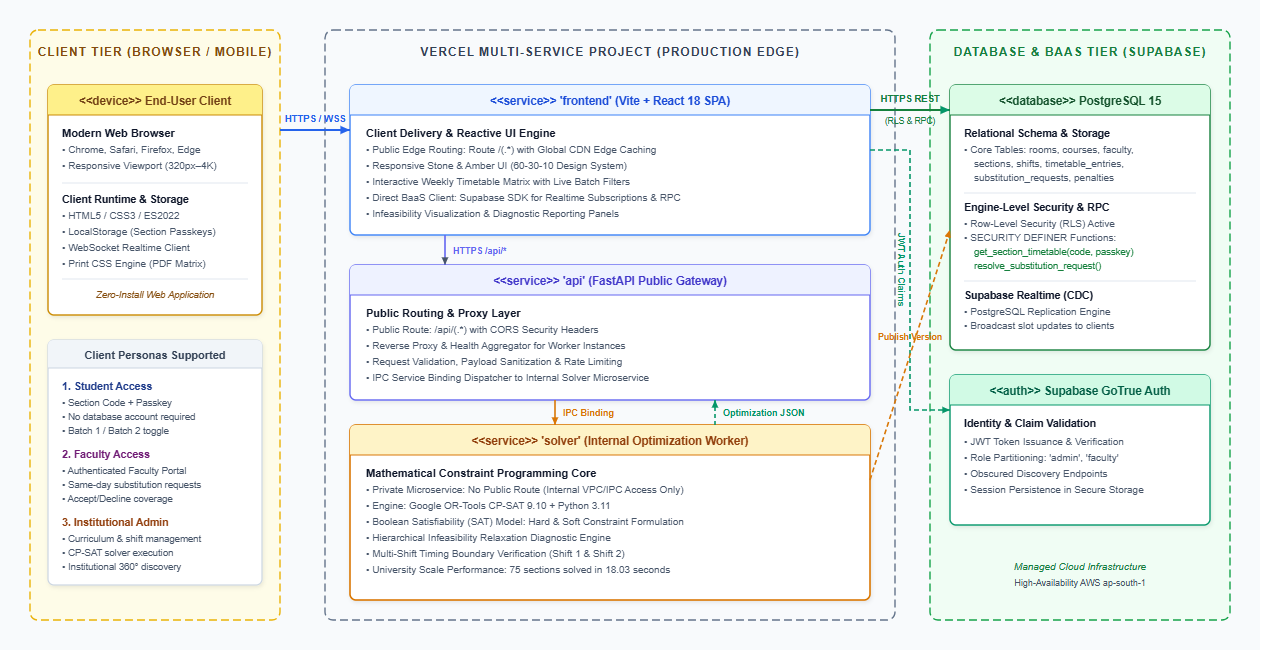 CLIENT TIER (BROWSER / MOBILE)
<<device>> End-User Client
Modern Web Browser
• Chrome, Safari, Firefox, Edge
• Responsive Viewport (320px–4K)
Client Runtime & Storage
• HTML5 / CSS3 / ES2022
• LocalStorage (Section Passkeys)
• WebSocket Realtime Client
• Print CSS Engine (PDF Matrix)
Zero-Install Web Application
Client Personas Supported
1. Student Access
• Section Code + Passkey
• No database account required
• Batch 1 / Batch 2 toggle
2. Faculty Access
• Authenticated Faculty Portal
• Same-day substitution requests
• Accept/Decline coverage
3. Institutional Admin
• Curriculum & shift management
• CP-SAT solver execution
• Institutional 360° discovery
HTTPS / WSS
VERCEL MULTI-SERVICE PROJECT (PRODUCTION EDGE)
<<service>> 'frontend' (Vite + React 18 SPA)
Client Delivery & Reactive UI Engine
• Public Edge Routing: Route /(.*) with Global CDN Edge Caching
• Responsive Stone & Amber UI (60-30-10 Design System)
• Interactive Weekly Timetable Matrix with Live Batch Filters
• Direct BaaS Client: Supabase SDK for Realtime Subscriptions & RPC
• Infeasibility Visualization & Diagnostic Reporting Panels
HTTPS /api/*
<<service>> 'api' (FastAPI Public Gateway)
Public Routing & Proxy Layer
• Public Route: /api/(.*) with CORS Security Headers
• Reverse Proxy & Health Aggregator for Worker Instances
• Request Validation, Payload Sanitization & Rate Limiting
• IPC Service Binding Dispatcher to Internal Solver Microservice
IPC Binding
Optimization JSON
<<service>> 'solver' (Internal Optimization Worker)
Mathematical Constraint Programming Core
• Private Microservice: No Public Route (Internal VPC/IPC Access Only)
• Engine: Google OR-Tools CP-SAT 9.10 + Python 3.11
• Boolean Satisfiability (SAT) Model: Hard & Soft Constraint Formulation
• Hierarchical Infeasibility Relaxation Diagnostic Engine
• Multi-Shift Timing Boundary Verification (Shift 1 & Shift 2)
• University Scale Performance: 75 sections solved in 18.03 seconds
HTTPS REST
(RLS & RPC)
JWT Auth Claims
Publish Version
DATABASE & BAAS TIER (SUPABASE)
<<database>> PostgreSQL 15
Relational Schema & Storage
• Core Tables: rooms, courses, faculty,
sections, shifts, timetable_entries,
substitution_requests, penalties
Engine-Level Security & RPC
• Row-Level Security (RLS) Active
• SECURITY DEFINER Functions:
get_section_timetable(code, passkey)
resolve_substitution_request()
Supabase Realtime (CDC)
• PostgreSQL Replication Engine
• Broadcast slot updates to clients
<<auth>> Supabase GoTrue Auth
Identity & Claim Validation
• JWT Token Issuance & Verification
• Role Partitioning: 'admin', 'faculty'
• Obscured Discovery Endpoints
• Session Persistence in Secure Storage
Managed Cloud Infrastructure
High-Availability AWS ap-south-1